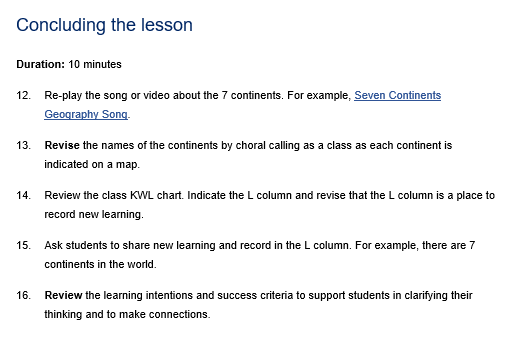 Concluding the lesson
Duration: 10 minutes
12. Re-play the song or video about the 7 continents. For example, Seven Continents
Geography Song.
13. Revise the names of the continents by choral calling as a class as each continent is
indicated on a map.
14. Review the class KWL chart. Indicate the L column and revise that the L column is a place to
record new learning.
15. Ask students to share new learning and record in the L column. For example, there are 7
continents in the world.
16. Review the learning intentions and success criteria to support students in clarifying their
thinking and to make connections.